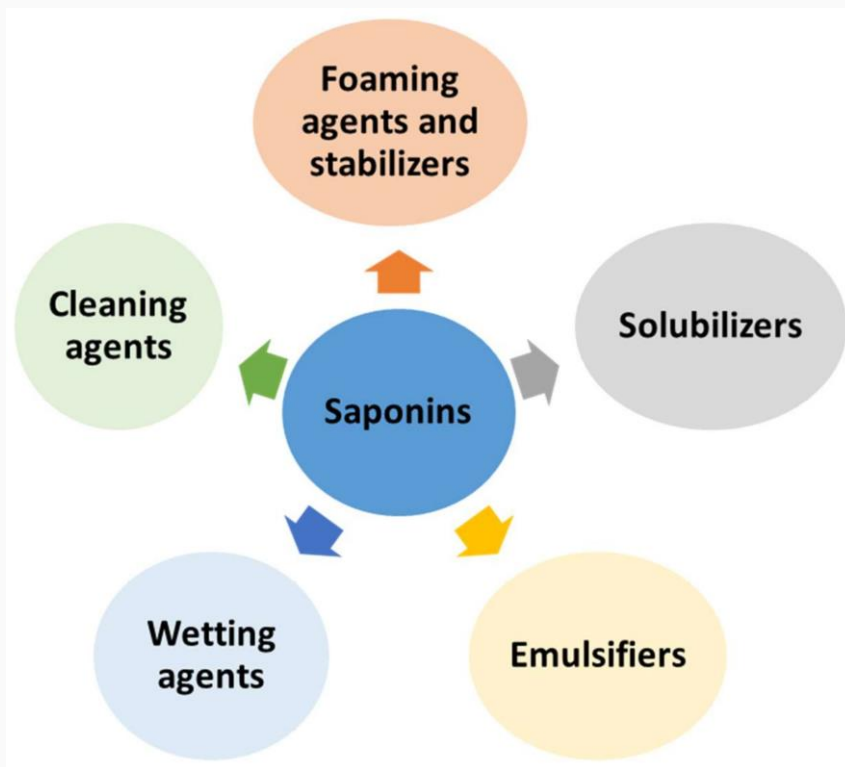 Foaming
agents and
stabilizers
Cleaning
agents
Solubilizers
Saponins
Wetting
agents
Emulsifiers